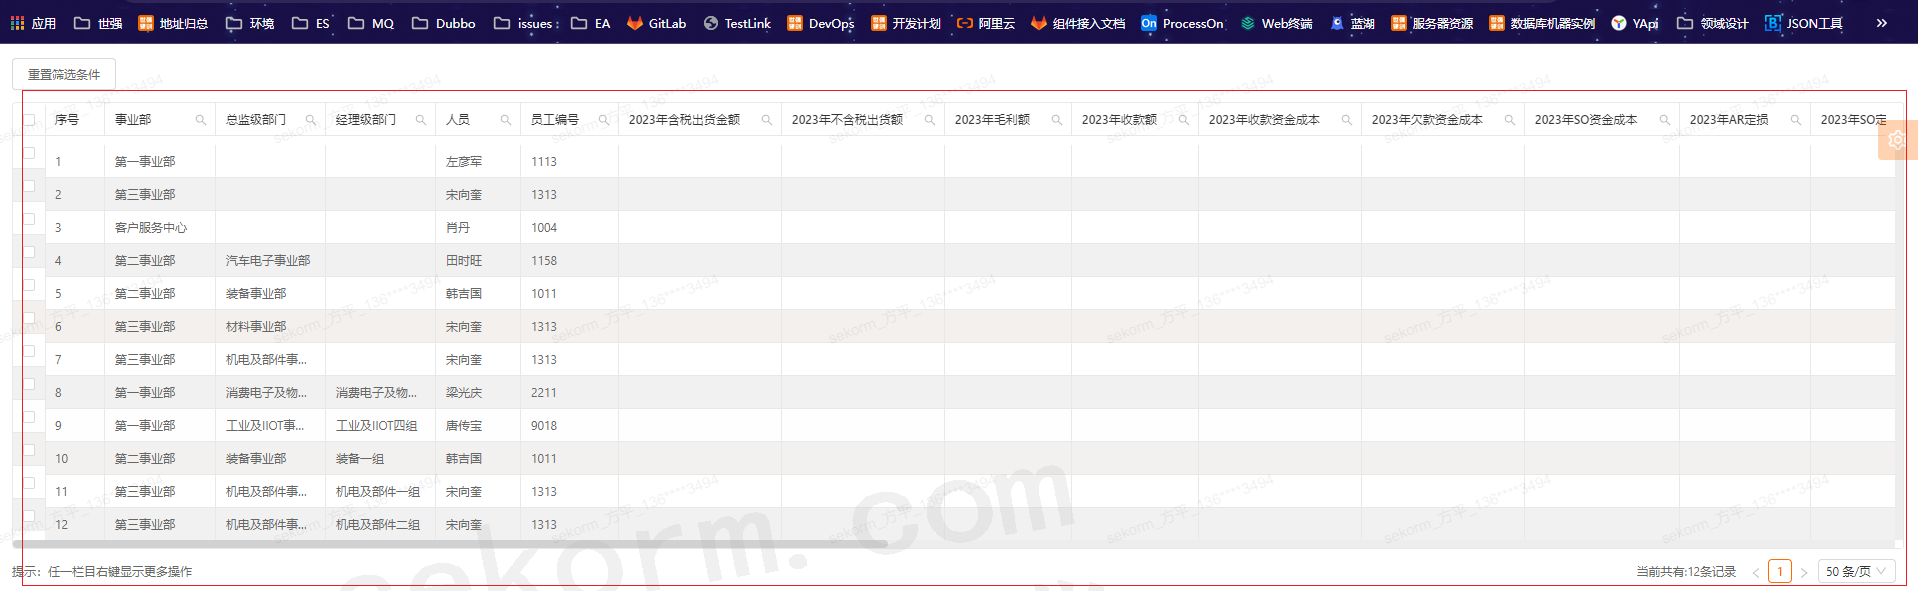 应用 世强 地址归总 环境 ES MQ Dubbo issues EA GitLab TestLink DevOps 开发计划 阿里云 组件接入文档 ProcessOn Web终端 蓝湖 服务器资源 数据库机器实例 YApi 领域设计 JSON工具 »
重置筛选条件
序号 事业部 总监级部门 经理级部门 人员 员工编号 2023年含税出货金额 2023年不含税出货额 2023年毛利额 2023年收款额 2023年收款资金成本 2023年欠款资金成本 2023年SO资金成本 2023年AR定损 2023年SO定
1 第一事业部 左彦军 1113
2 第三事业部 宋向奎 1313
3 客户服务中心 肖丹 1004
4 第二事业部 汽车电子事业部 田时旺 1158
5 第二事业部 装备事业部 韩吉国 1011
6 第三事业部 材料事业部 宋向奎 1313
7 第三事业部 机电及部件事... 宋向奎 1313
8 第一事业部 消费电子及物... 消费电子及物... 梁光庆 2211
9 第一事业部 工业及IIOT事... 工业及IIOT四组 唐传宝 9018
10 第二事业部 装备事业部 装备一组 韩吉国 1011
11 第三事业部 机电及部件事... 机电及部件一组 宋向奎 1313
12 第三事业部 机电及部件事... 机电及部件二组 宋向奎 1313
提示：任一栏目右键显示更多操作
当前共有:12条记录 < 1 > 50 条/页
sekorm_方平_136****3494
sekorm.com